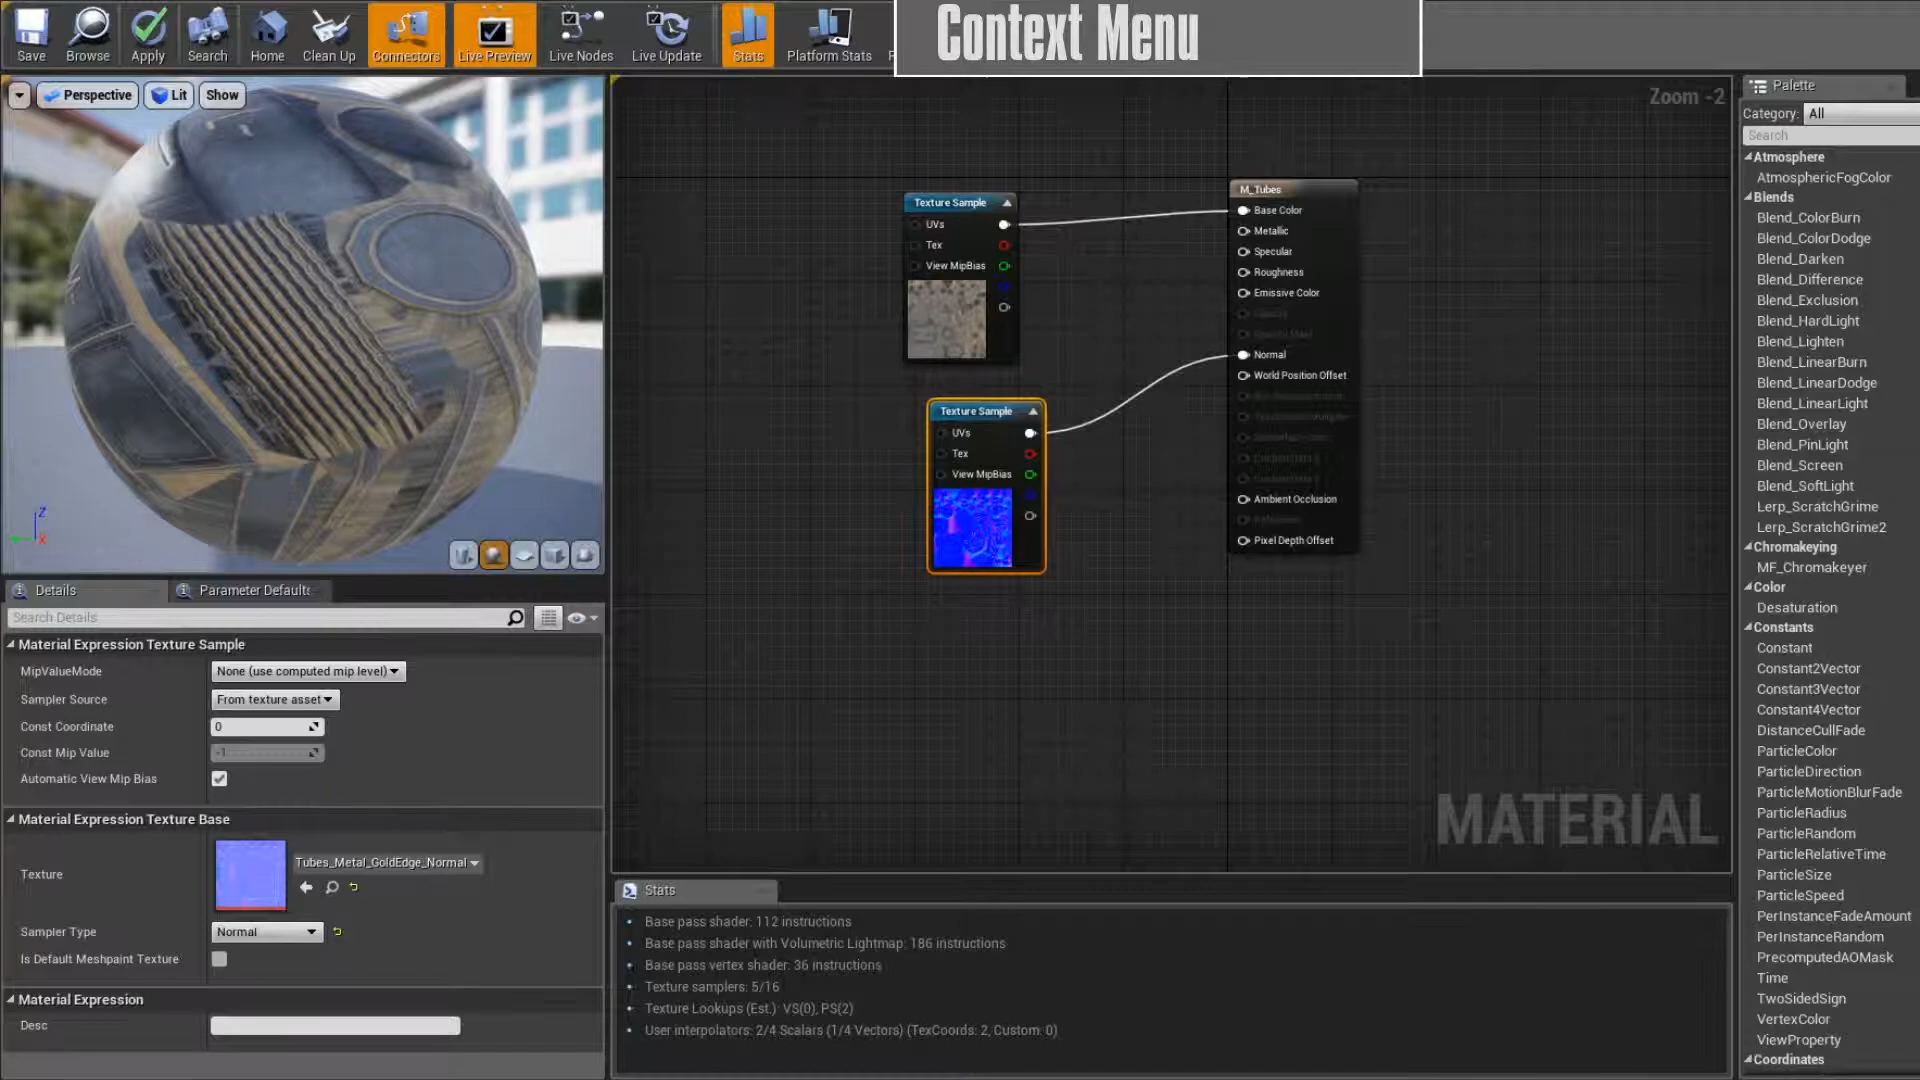 Context Menu
Save
Browse
Apply
Search
Home
Clean Up
Connectors
Live Preview
Live Nodes
Live Update
Stats
Platform Stats
Perspective
Lit
Show
Z
X
Zoom -2
Texture Sample
UVs
Tex
View MipBias
Texture Sample
UVs
Tex
View MipBias
M_Tubes
Base Color
Metallic
Specular
Roughness
Emissive Color
Normal
World Position Offset
Ambient Occlusion
Pixel Depth Offset
MATERIAL
Details
Parameter Default
Search Details
Material Expression Texture Sample
MipValueMode
None (use computed mip level)
Sampler Source
From texture asset
Const Coordinate
0
Const Mip Value
-1
Automatic View Mip Bias
Material Expression Texture Base
Texture
Tubes_Metal_GoldEdge_Normal
Sampler Type
Normal
Is Default Meshpaint Texture
Material Expression
Desc
Stats
Base pass shader: 112 instructions
Base pass shader with Volumetric Lightmap: 186 instructions
Base pass vertex shader: 36 instructions
Texture samplers: 5/16
Texture Lookups (Est.): VS(0), PS(2)
User interpolators: 2/4 Scalars (1/4 Vectors) (TexCoords: 2, Custom: 0)
Palette
Category: All
Search
Atmosphere
AtmosphericFogColor
Blends
Blend_ColorBurn
Blend_ColorDodge
Blend_Darken
Blend_Difference
Blend_Exclusion
Blend_HardLight
Blend_Lighten
Blend_LinearBurn
Blend_LinearDodge
Blend_LinearLight
Blend_Overlay
Blend_PinLight
Blend_Screen
Blend_SoftLight
Lerp_ScratchGrime
Lerp_ScratchGrime2
Chromakeying
MF_Chromakeyer
Color
Desaturation
Constants
Constant
Constant2Vector
Constant3Vector
Constant4Vector
DistanceCullFade
ParticleColor
ParticleDirection
ParticleMotionBlurFade
ParticleRadius
ParticleRandom
ParticleRelativeTime
ParticleSize
ParticleSpeed
PerInstanceFadeAmount
PerInstanceRandom
PrecomputedAOMask
Time
TwoSidedSign
VertexColor
ViewProperty
Coordinates